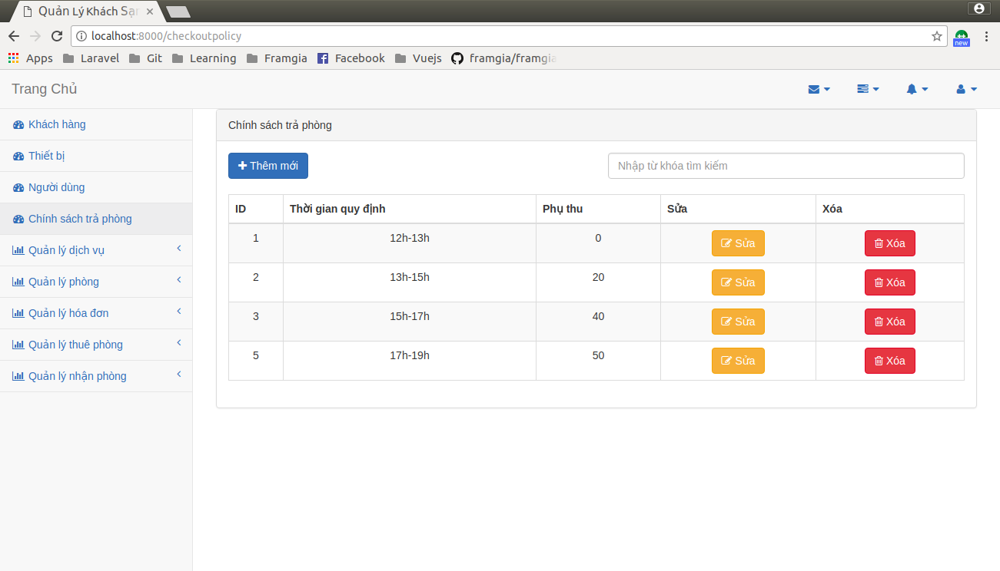 Quản Lý Khách Sạn
localhost:8000/checkoutpolicy
new
Apps Laravel Git Learning Framgia Facebook Vuejs framgia/framgia
Trang Chủ
Khách hàng
Thiết bị
Người dùng
Chính sách trả phòng
Quản lý dịch vụ
Quản lý phòng
Quản lý hóa đơn
Quản lý thuê phòng
Quản lý nhận phòng
Chính sách trả phòng
Thêm mới
Nhập từ khóa tìm kiếm
ID Thời gian quy định Phụ thu Sửa Xóa
1 12h-13h 0 Sửa Xóa
2 13h-15h 20 Sửa Xóa
3 15h-17h 40 Sửa Xóa
5 17h-19h 50 Sửa Xóa